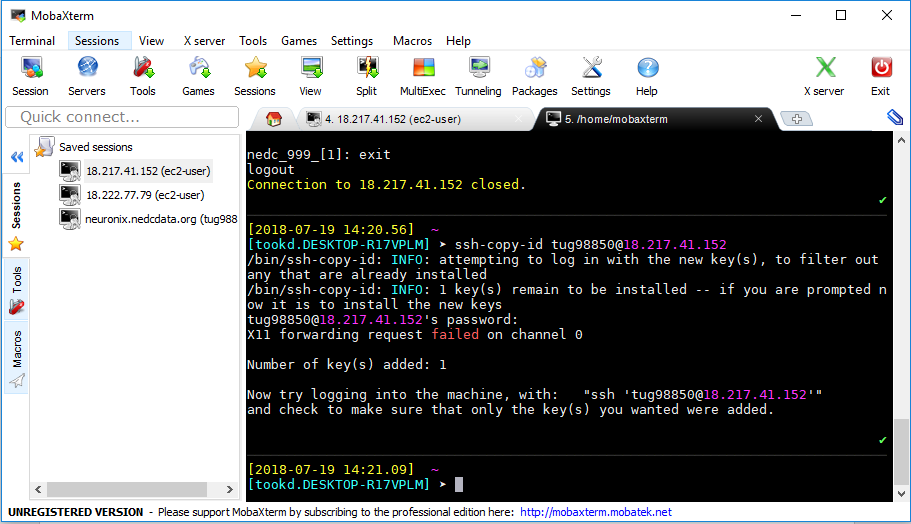 MobaXterm
Terminal Sessions View X server Tools Games Settings Macros Help
Session Servers Tools Games Sessions View Split MultiExec Tunneling Packages Settings Help X server Exit
Quick connect...
4. 18.217.41.152 (ec2-user)
5. /home/mobaxterm
Saved sessions
18.217.41.152 (ec2-user)
18.222.77.79 (ec2-user)
neuronix.nedcdata.org (tug988
Sessions
Tools
Macros
nedc_999_[1]: exit
logout
Connection to 18.217.41.152 closed.
[2018-07-19 14:20.56] ~
[tookd.DESKTOP-R17VPLM] ➤ ssh-copy-id tug98850@18.217.41.152
/bin/ssh-copy-id: INFO: attempting to log in with the new key(s), to filter out
any that are already installed
/bin/ssh-copy-id: INFO: 1 key(s) remain to be installed -- if you are prompted n
ow it is to install the new keys
tug98850@18.217.41.152's password:
X11 forwarding request failed on channel 0
Number of key(s) added: 1
Now try logging into the machine, with: "ssh 'tug98850@18.217.41.152'"
and check to make sure that only the key(s) you wanted were added.
[2018-07-19 14:21.09] ~
[tookd.DESKTOP-R17VPLM] ➤
UNREGISTERED VERSION - Please support MobaXterm by subscribing to the professional edition here: http://mobaxterm.mobatek.net